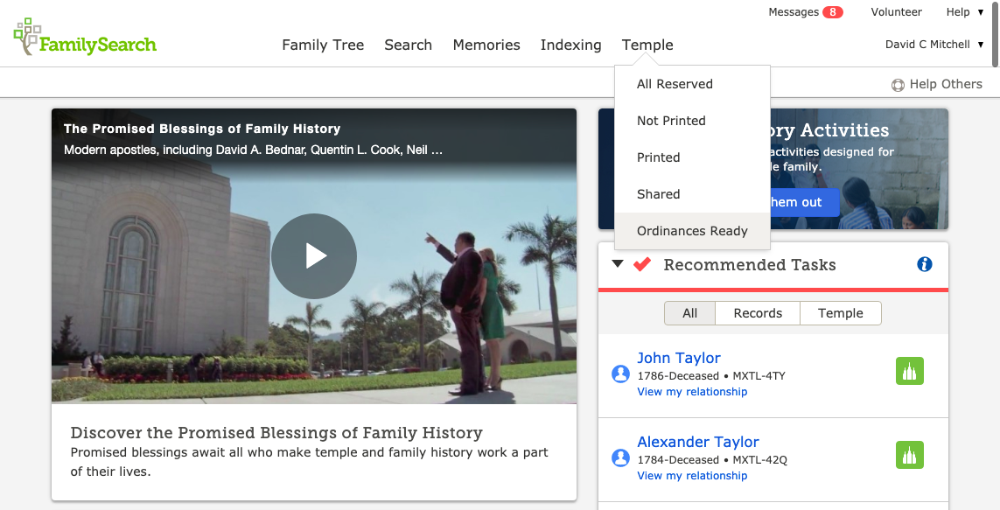 Messages 8 Volunteer Help ▼
FamilySearch
Family Tree Search Memories Indexing Temple
David C Mitchell ▼
Help Others
All Reserved
Not Printed
Printed
Shared
Ordinances Ready
The Promised Blessings of Family History
Modern apostles, including David A. Bednar, Quentin L. Cook, Neil …
Discover the Promised Blessings of Family History
Promised blessings await all who make temple and family history work a part
of their lives.
ory Activities
activities designed for
le family.
hem out
Recommended Tasks
All Records Temple
John Taylor
1786-Deceased • MXTL-4TY
View my relationship
Alexander Taylor
1784-Deceased • MXTL-42Q
View my relationship